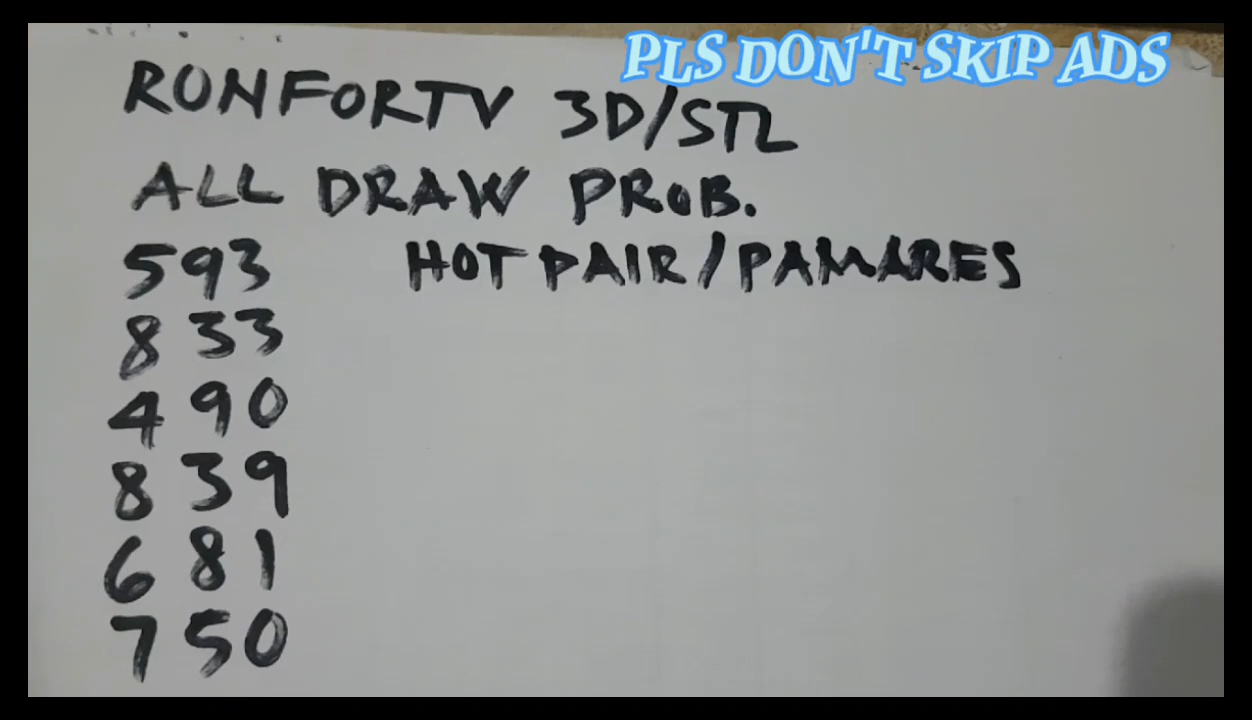 PLS DON'T SKIP ADS
RONFORTV 3D/STL
ALL DRAW PROB.
593 HOT PAIR/PAMARES
833
490
839
681
750